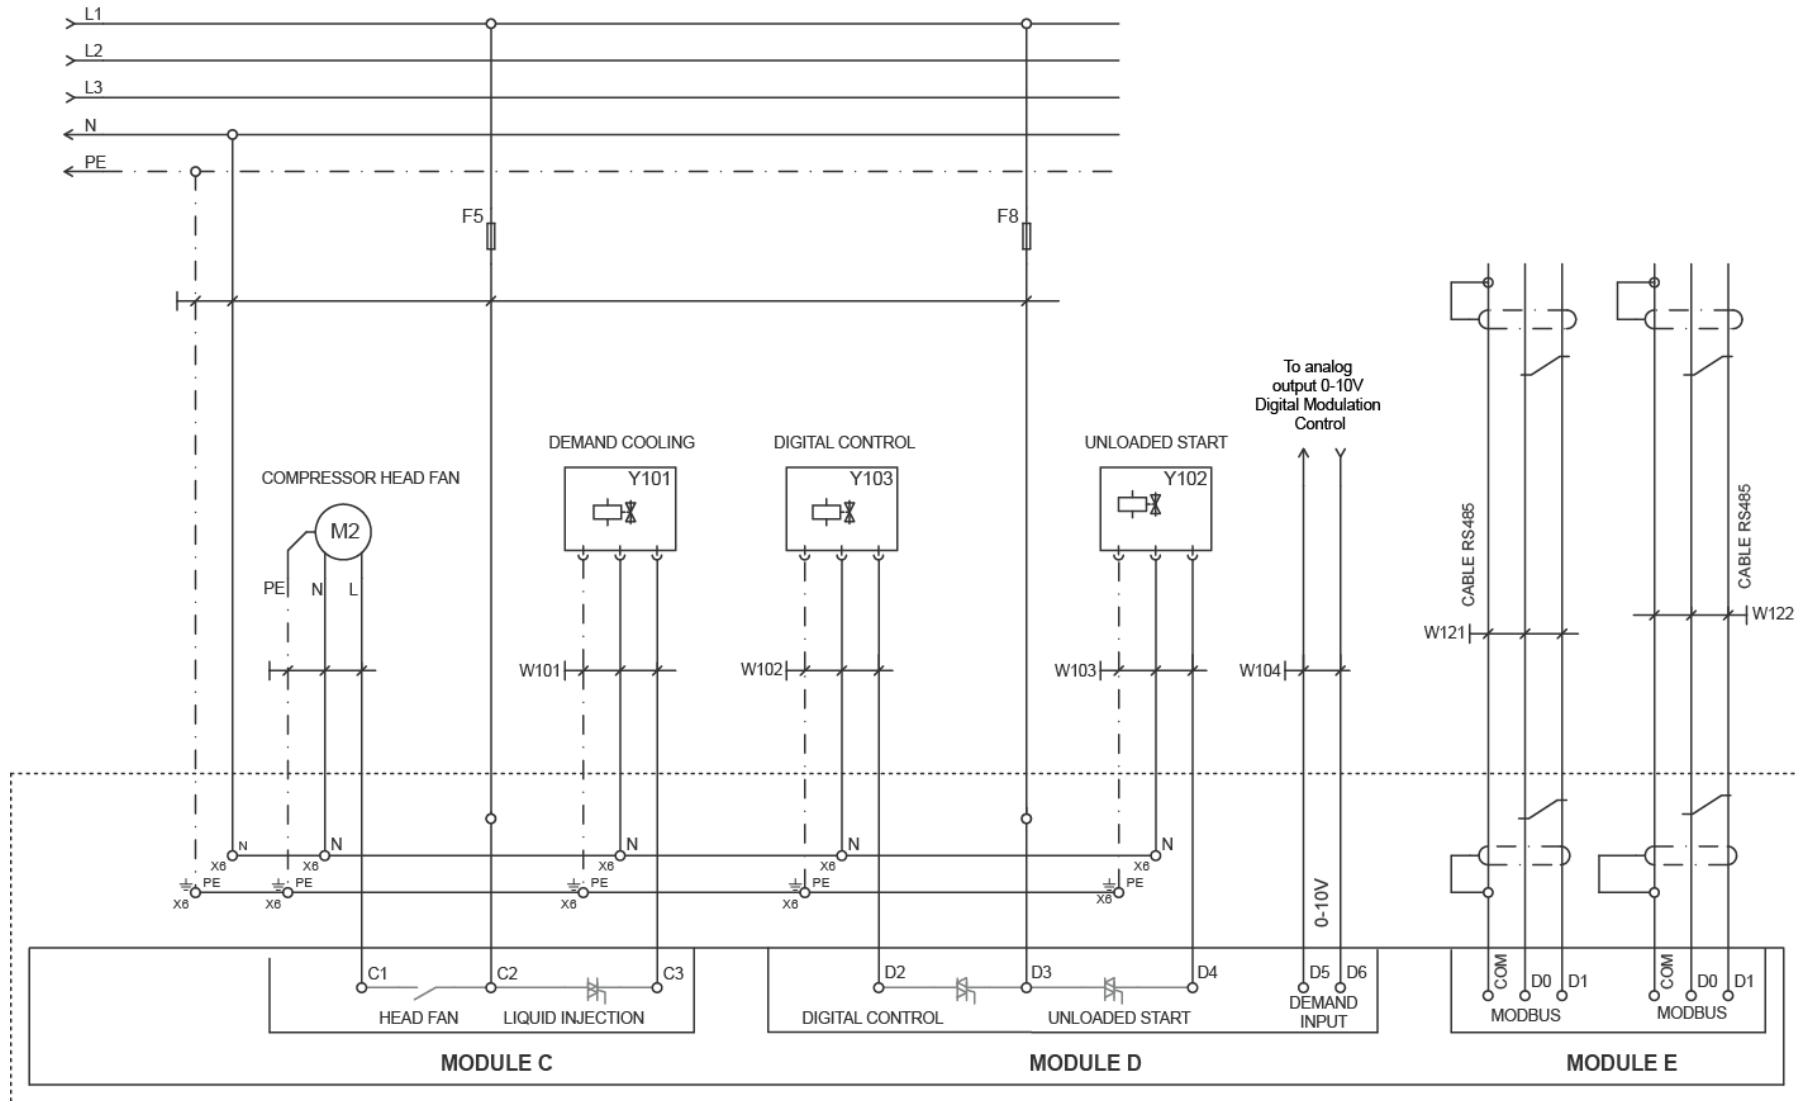 L1
L2
L3
N
PE
F5
F8
To analog
output 0-10V
Digital Modulation
Control
DEMAND COOLING
DIGITAL CONTROL
UNLOADED START
COMPRESSOR HEAD FAN
Y101
Y103
Y102
M2
CABLE RS485
CABLE RS485
PE
N
L
W101
W102
W103
W104
W121
W122
N
X6
N
X6
N
X6
N
X6
N
X6
PE
X6
PE
X6
PE
X6
PE
X6
PE
0-10V
C1
C2
C3
D2
D3
D4
D5
D6
COM
D0
D1
COM
D0
D1
HEAD FAN
LIQUID INJECTION
DIGITAL CONTROL
UNLOADED START
DEMAND
INPUT
MODBUS
MODBUS
MODULE C
MODULE D
MODULE E